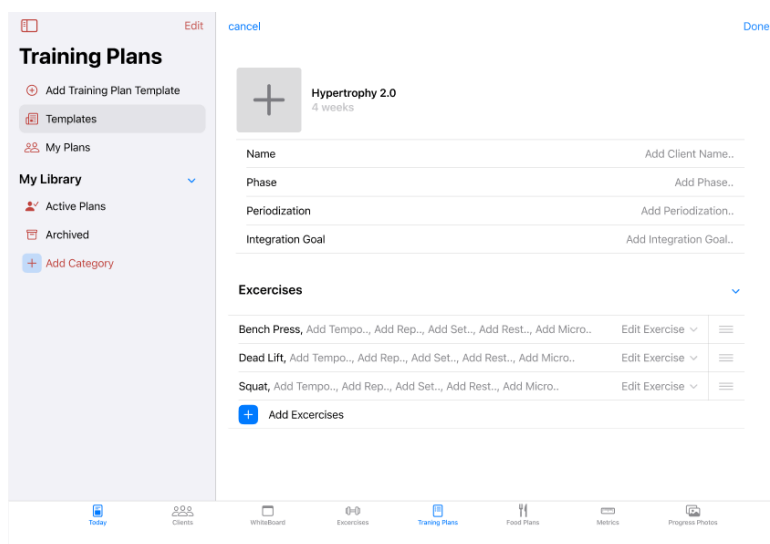 Edit
cancel
Done
Training Plans
Add Training Plan Template
Templates
My Plans
My Library
Active Plans
Archived
Add Category
Hypertrophy 2.0
4 weeks
Name Add Client Name..
Phase Add Phase..
Periodization Add Periodization..
Integration Goal Add Integration Goal..
Excercises
Bench Press, Add Tempo.., Add Rep.., Add Set.., Add Rest.., Add Micro.. Edit Exercise
Dead Lift, Add Tempo.., Add Rep.., Add Set.., Add Rest.., Add Micro.. Edit Exercise
Squat, Add Tempo.., Add Rep.., Add Set.., Add Rest.., Add Micro.. Edit Exercise
Add Excercises
Today Clients WhiteBoard Excercises Traning Plans Food Plans Metrics Progress Photos